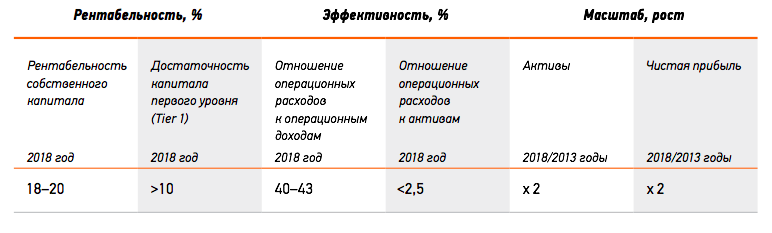 Рентабельность, %
Эффективность, %
Масштаб, рост
Рентабельность
собственного
капитала
2018 год
Достаточность
капитала
первого уровня
(Tier 1)
2018 год
Отношение
операционных
расходов
к операционным
доходам
2018 год
Отношение
операционных
расходов
к активам
2018 год
Активы
2018/2013 годы
Чистая прибыль
2018/2013 годы
18–20
>10
40–43
<2,5
x 2
x 2